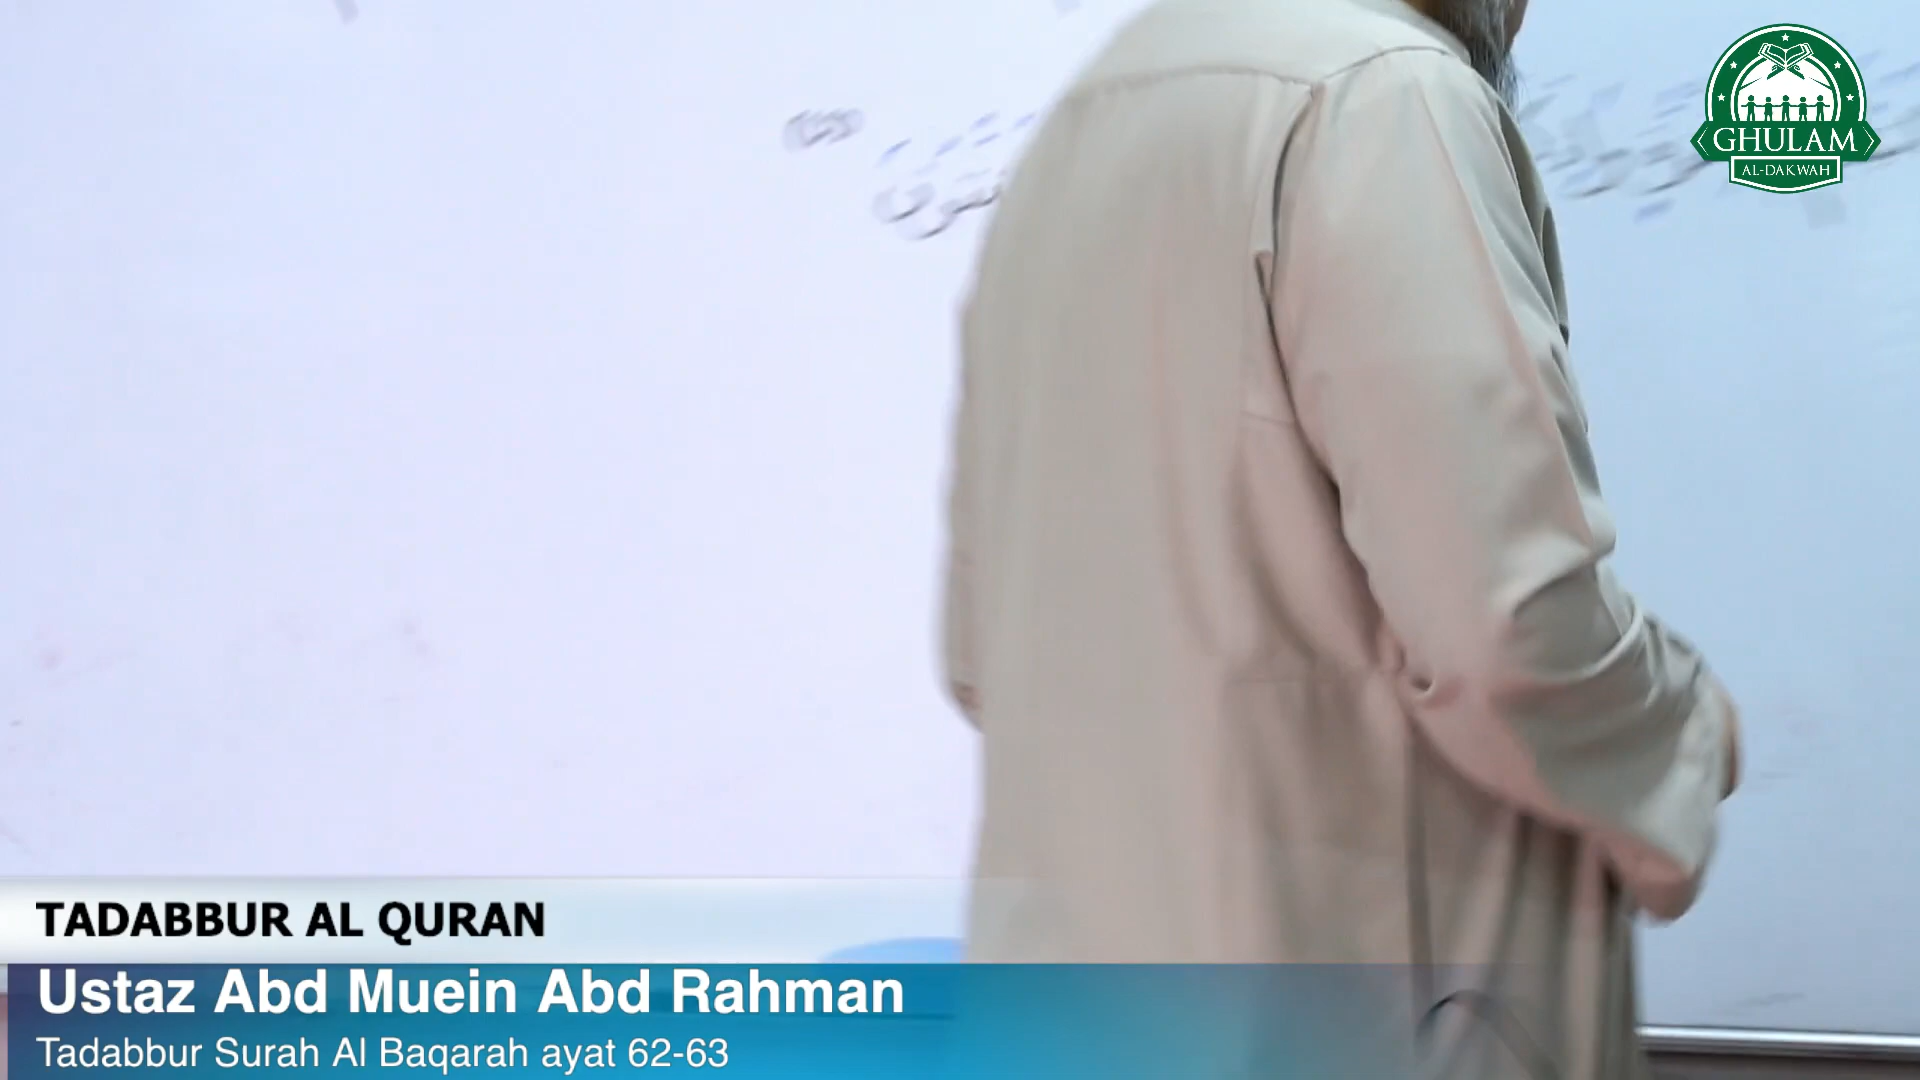 GHULAM
AL-DAKWAH
TADABBUR AL QURAN
Ustaz Abd Muein Abd Rahman
Tadabbur Surah Al Baqarah ayat 62-63